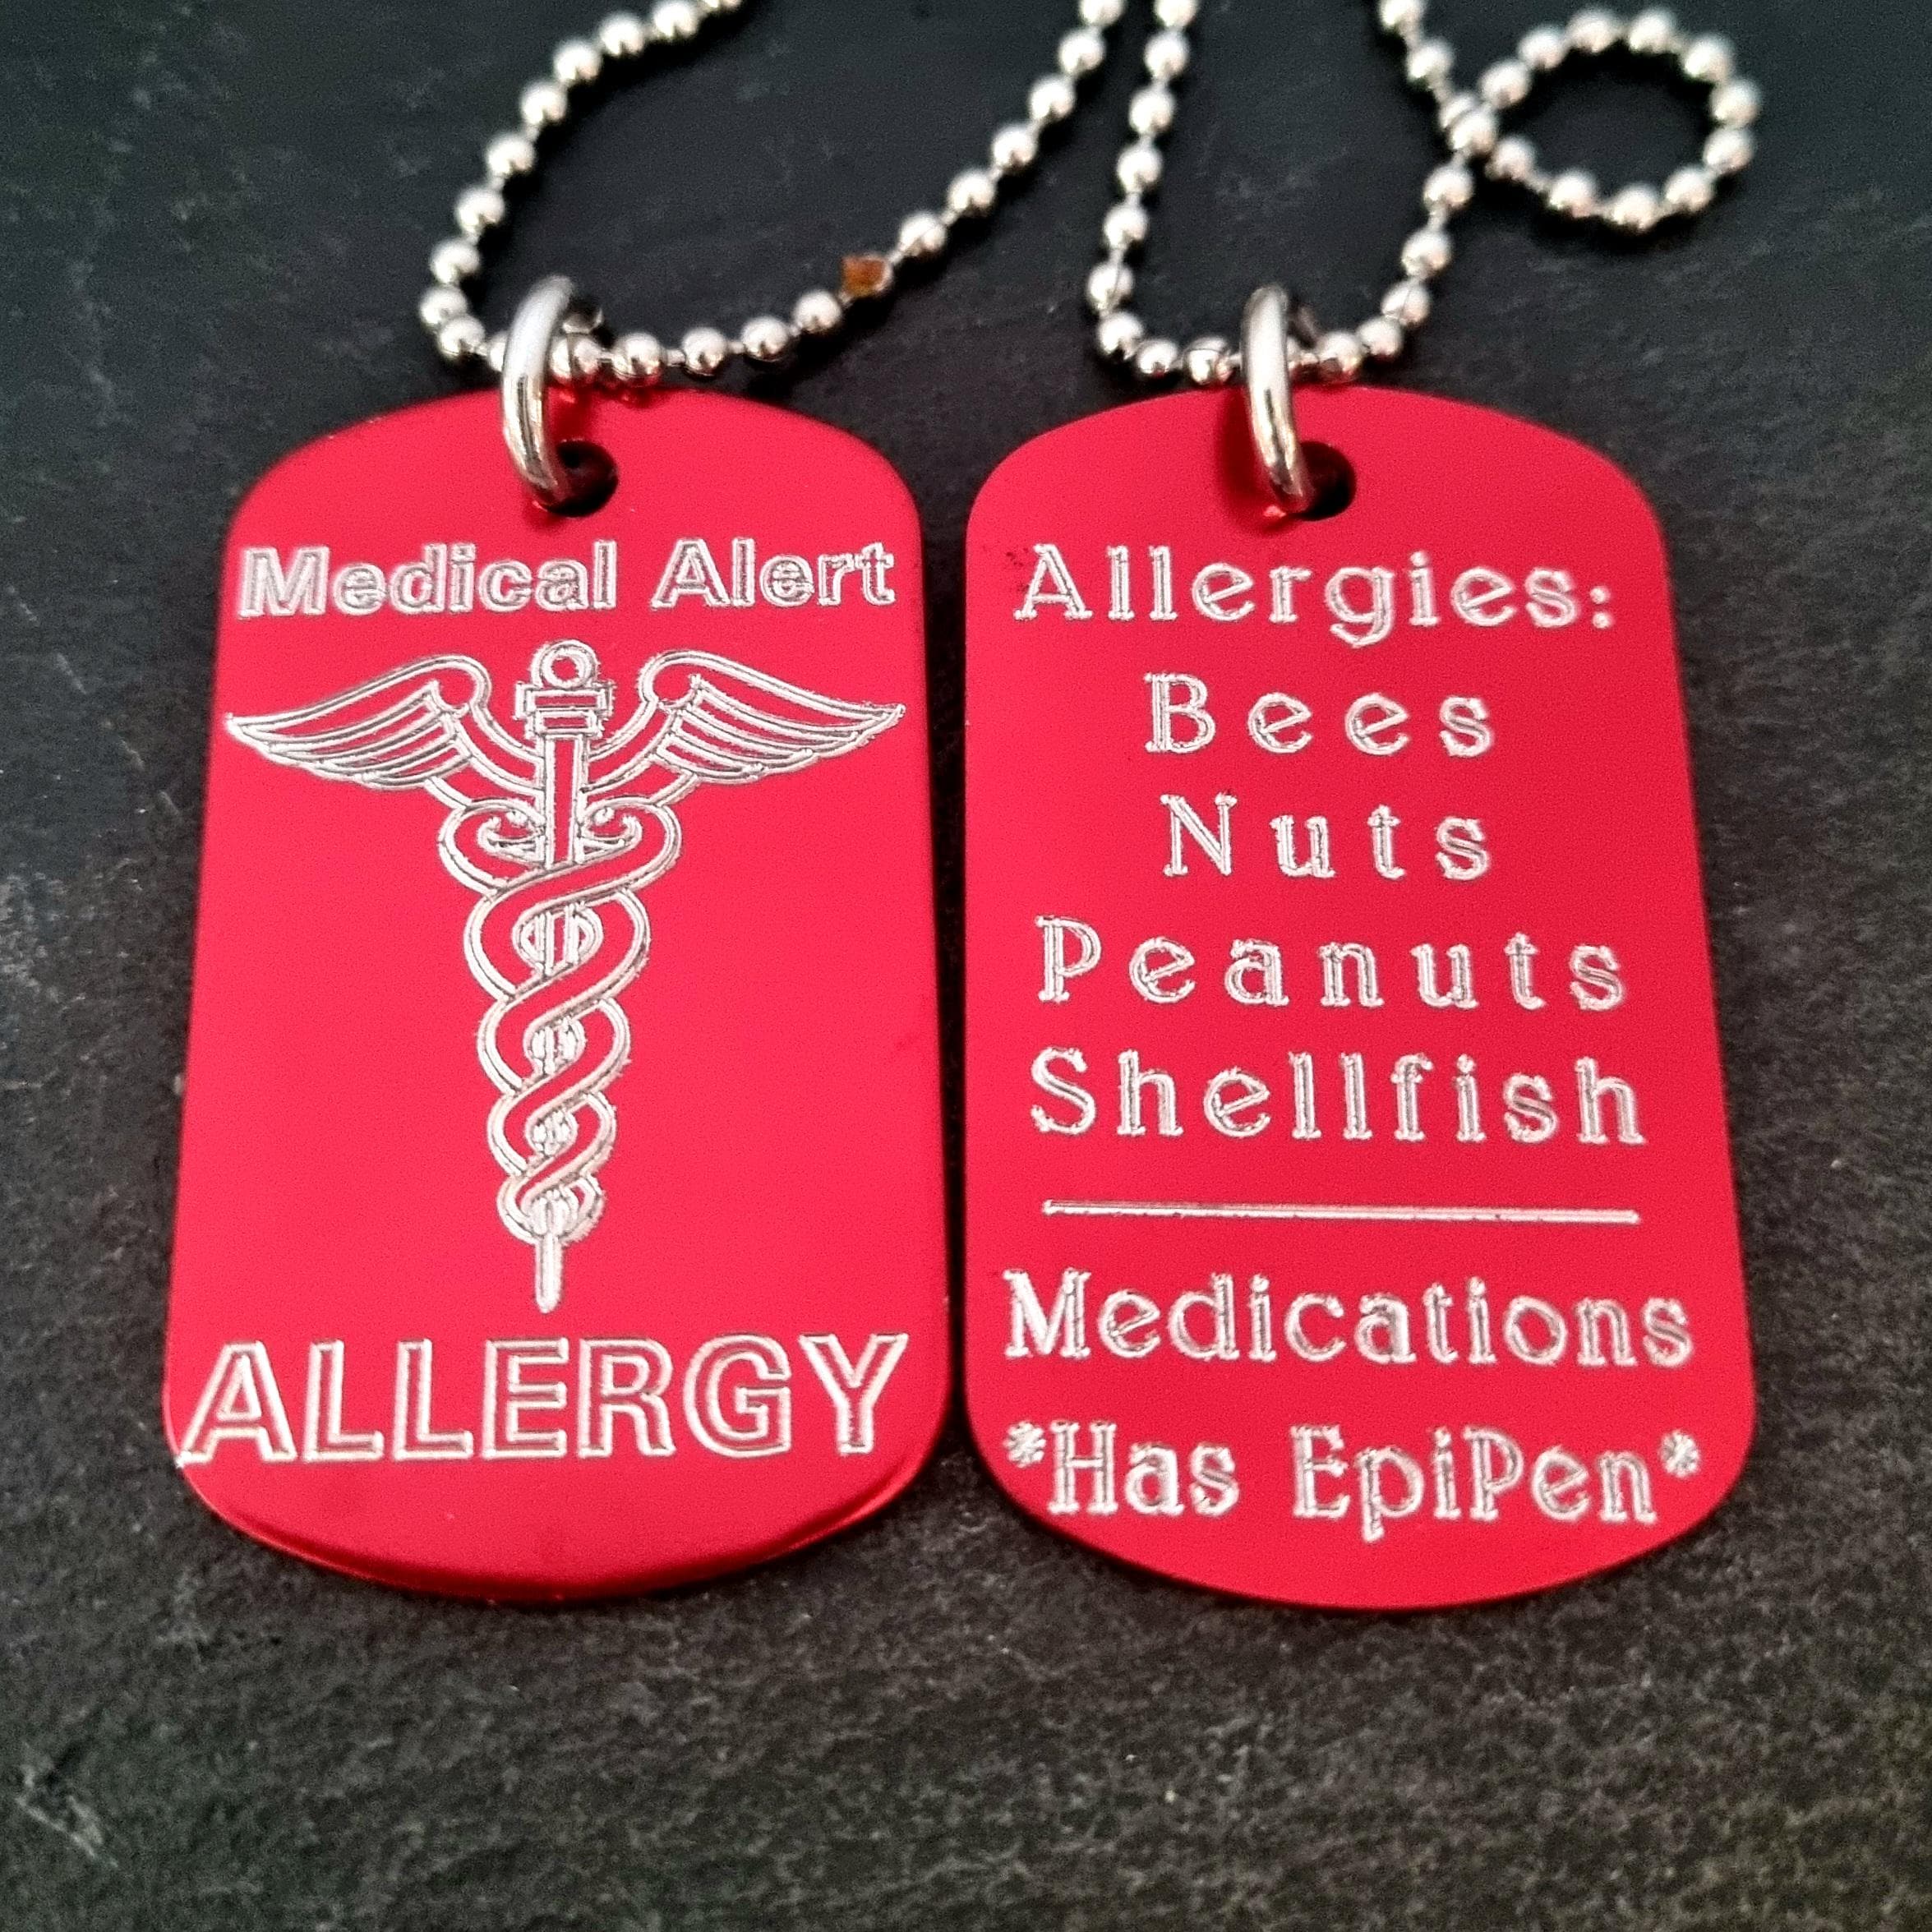 Medical Alert
ALLERGY
Allergies:
Bees
Nuts
Peanuts
Shellfish
Medications
*Has EpiPen*